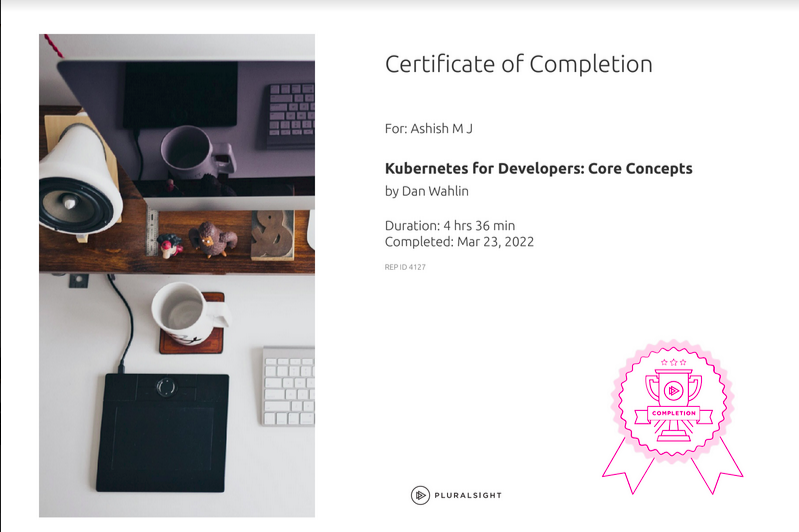 Certificate of Completion
For: Ashish M J
Kubernetes for Developers: Core Concepts
by Dan Wahlin
Duration: 4 hrs 36 min
Completed: Mar 23, 2022
REP ID 4127
COMPLETION
PLURALSIGHT